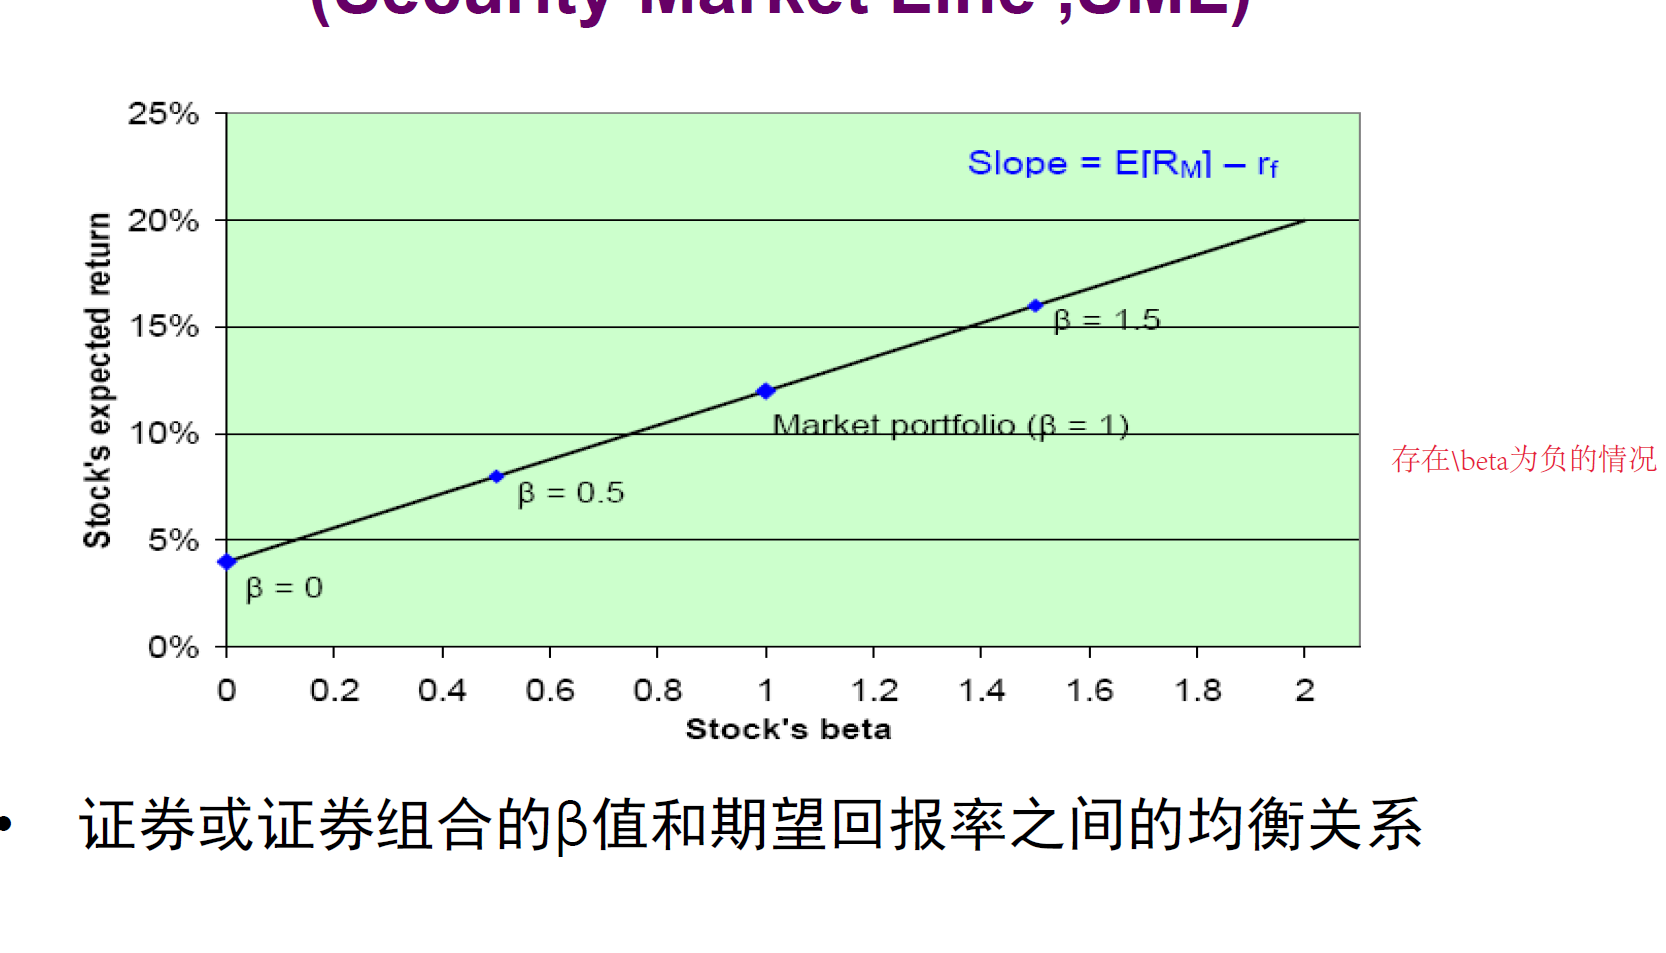 (Security Market Line ,SML)
25%
Slope = E[RM] – rf
20%
15%
β = 1.5
Market portfolio (β = 1)
10%
存在\beta为负的情况
β = 0.5
5%
β = 0
0%
Stock's expected return
0 0.2 0.4 0.6 0.8 1 1.2 1.4 1.6 1.8 2
Stock's beta
• 证券或证券组合的β值和期望回报率之间的均衡关系